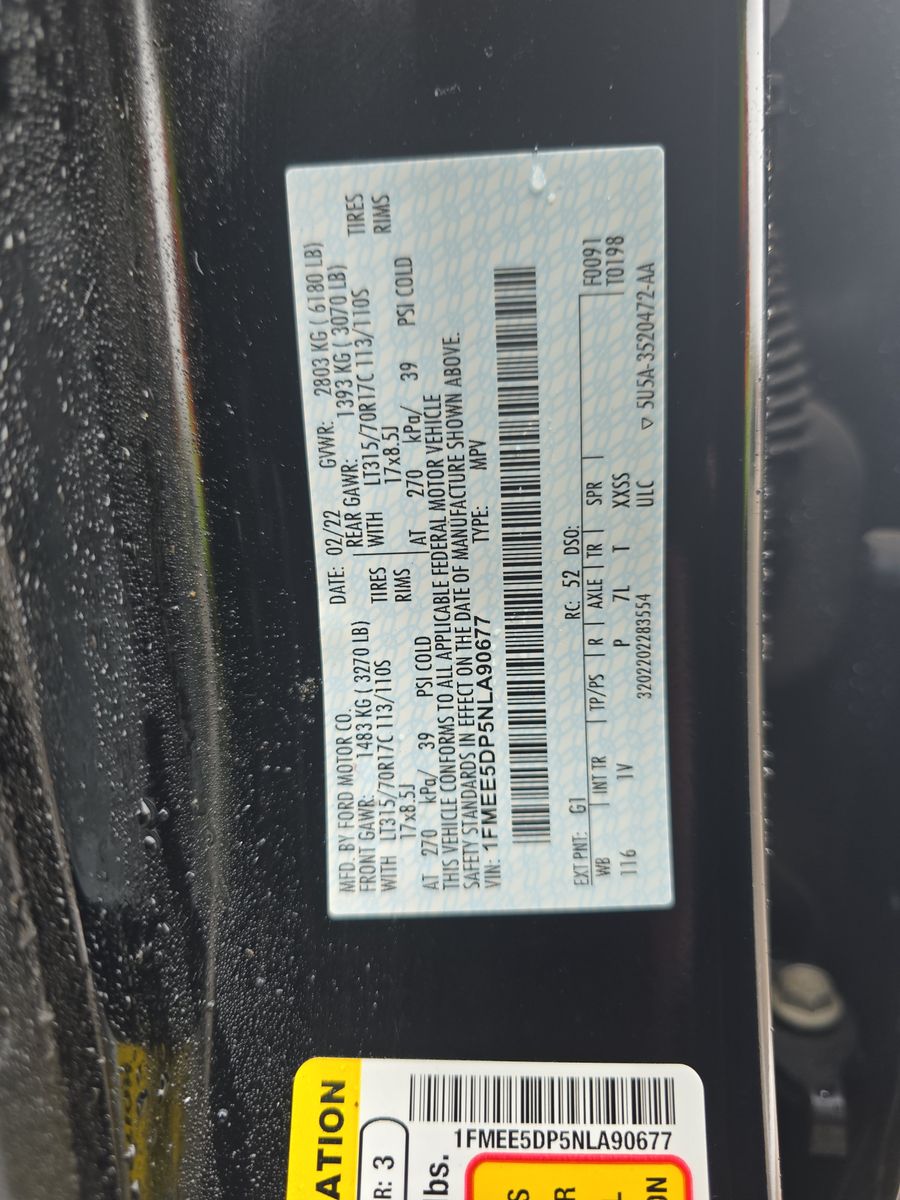 MFD. BY FORD MOTOR CO.
DATE: 02/22 GVWR: 2803 KG ( 6180 LB)
FRONT GAWR: 1483 KG ( 3270 LB) REAR GAWR: 1393 KG ( 3070 LB)
WITH LT315/70R17C 113/110S TIRES WITH LT315/70R17C 113/110S TIRES
17x8.5J RIMS 17x8.5J RIMS
AT 270 kPa/ 39 PSI COLD AT 270 kPa/ 39 PSI COLD
THIS VEHICLE CONFORMS TO ALL APPLICABLE FEDERAL MOTOR VEHICLE
SAFETY STANDARDS IN EFFECT ON THE DATE OF MANUFACTURE SHOWN ABOVE.
VIN: 1FMEE5DP5NLA90677 TYPE: MPV
EXT PNT: G1 RC: 52 DSO: F0091
WB INT TR TP/PS R AXLE TR SPR T0198
116 1V P 7L T XXSS
3202202283554 ULC ▽ 5U5A-3520472-AA
ATION
R: 3
bs.
1FMEE5DP5NLA90677
S
R
L
ON